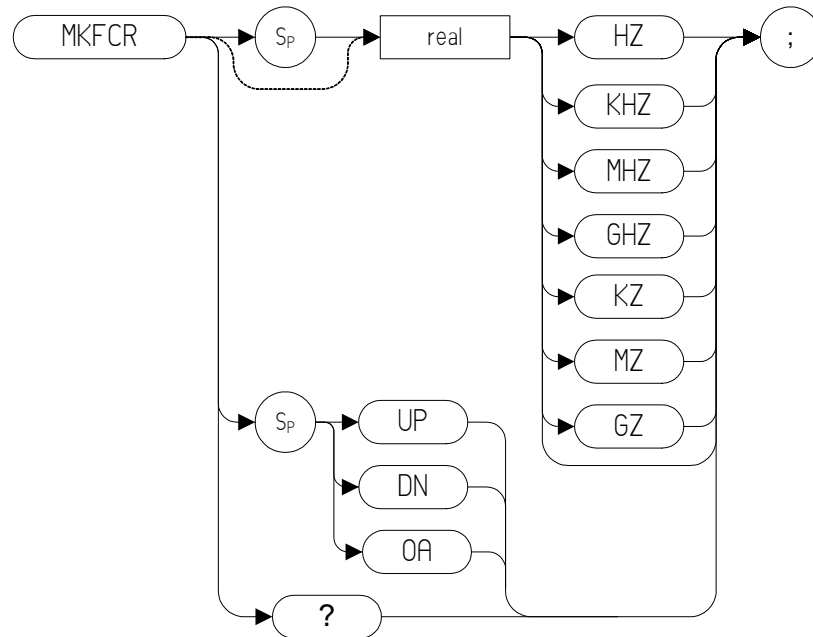 MKFCR SP real HZ ;
KHZ
MHZ
GHZ
KZ
MZ
GZ
SP UP
DN
OA
?